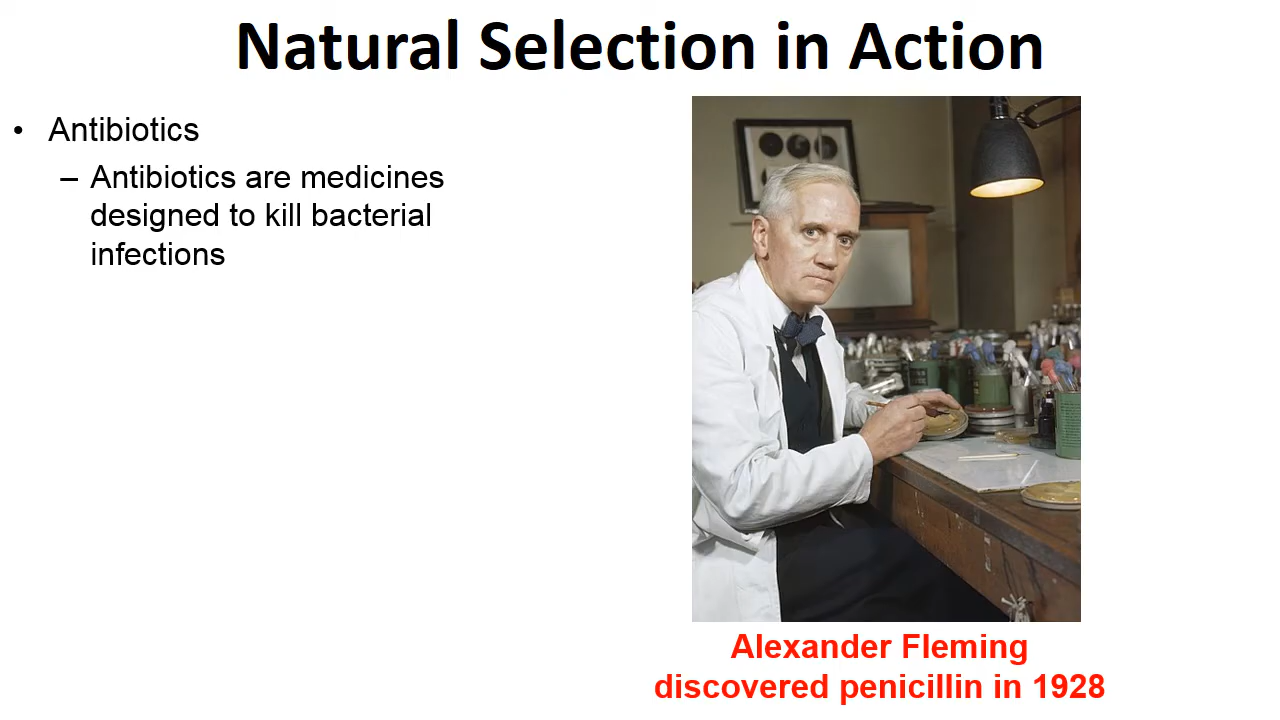 Natural Selection in Action
• Antibiotics
– Antibiotics are medicines
designed to kill bacterial
infections
Alexander Fleming
discovered penicillin in 1928